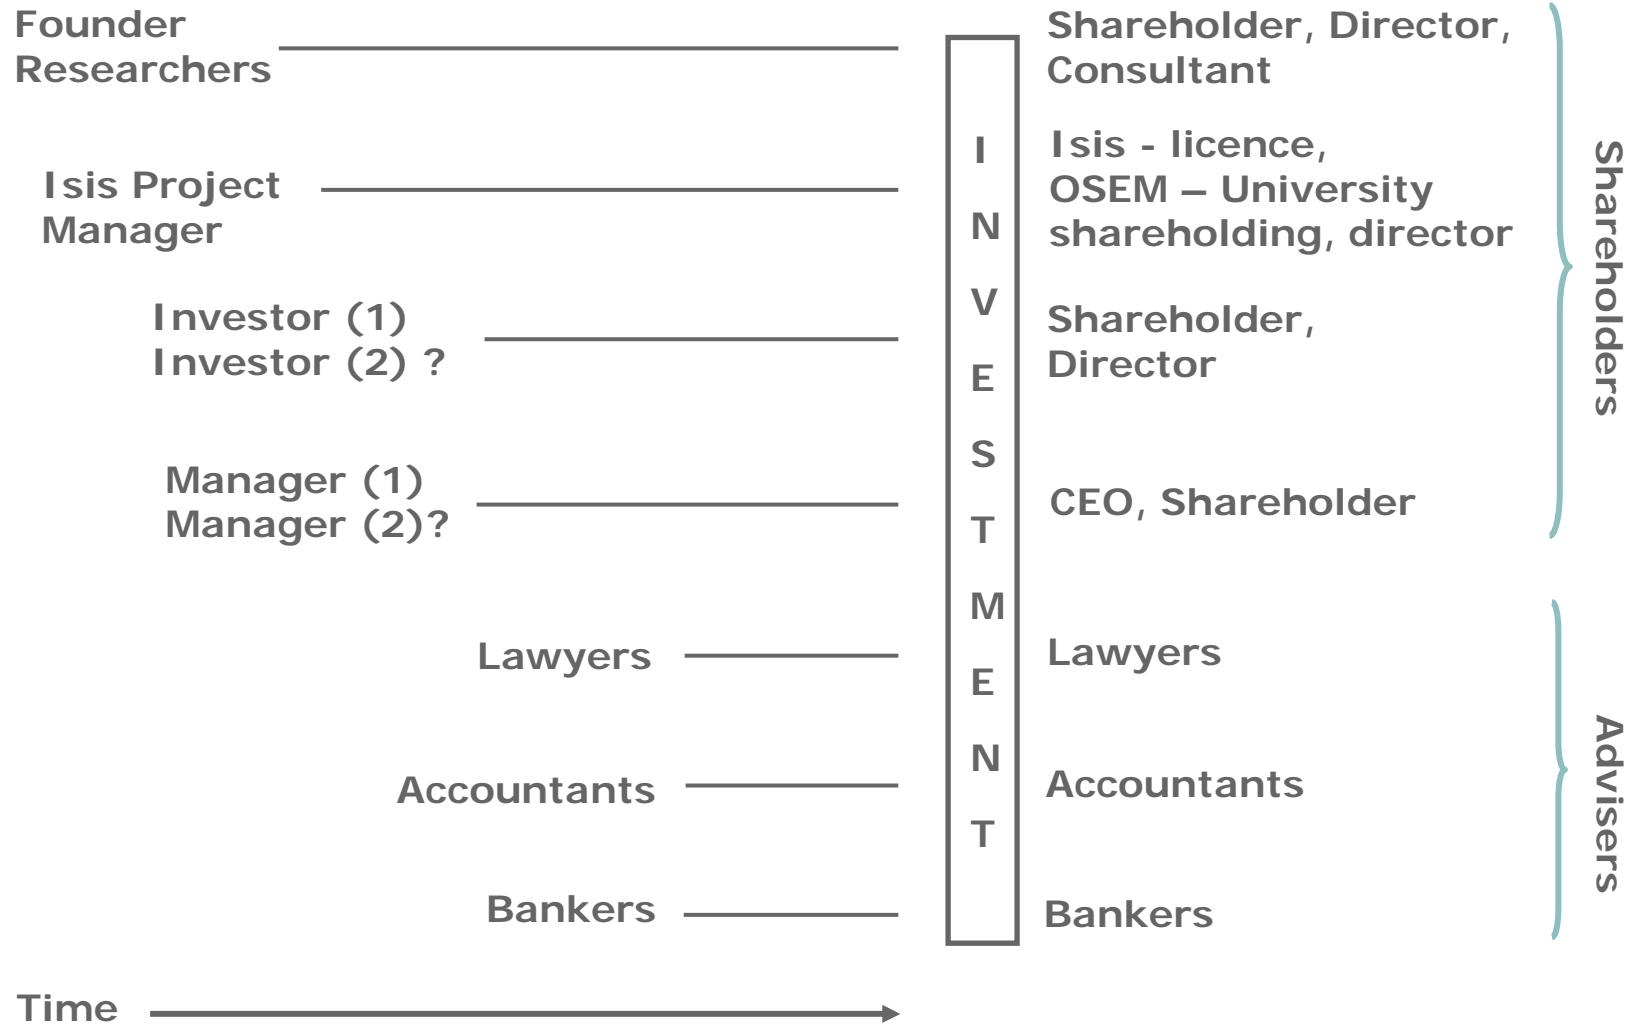 Founder
Researchers
Shareholder, Director,
Consultant
Isis Project
Manager
Isis - licence,
OSEM – University
shareholding, director
Investor (1)
Investor (2) ?
Shareholder,
Director
Manager (1)
Manager (2)?
CEO, Shareholder
Lawyers
Lawyers
Accountants
Accountants
Bankers
Bankers
I
N
V
E
S
T
M
E
N
T
Shareholders
Advisers
Time